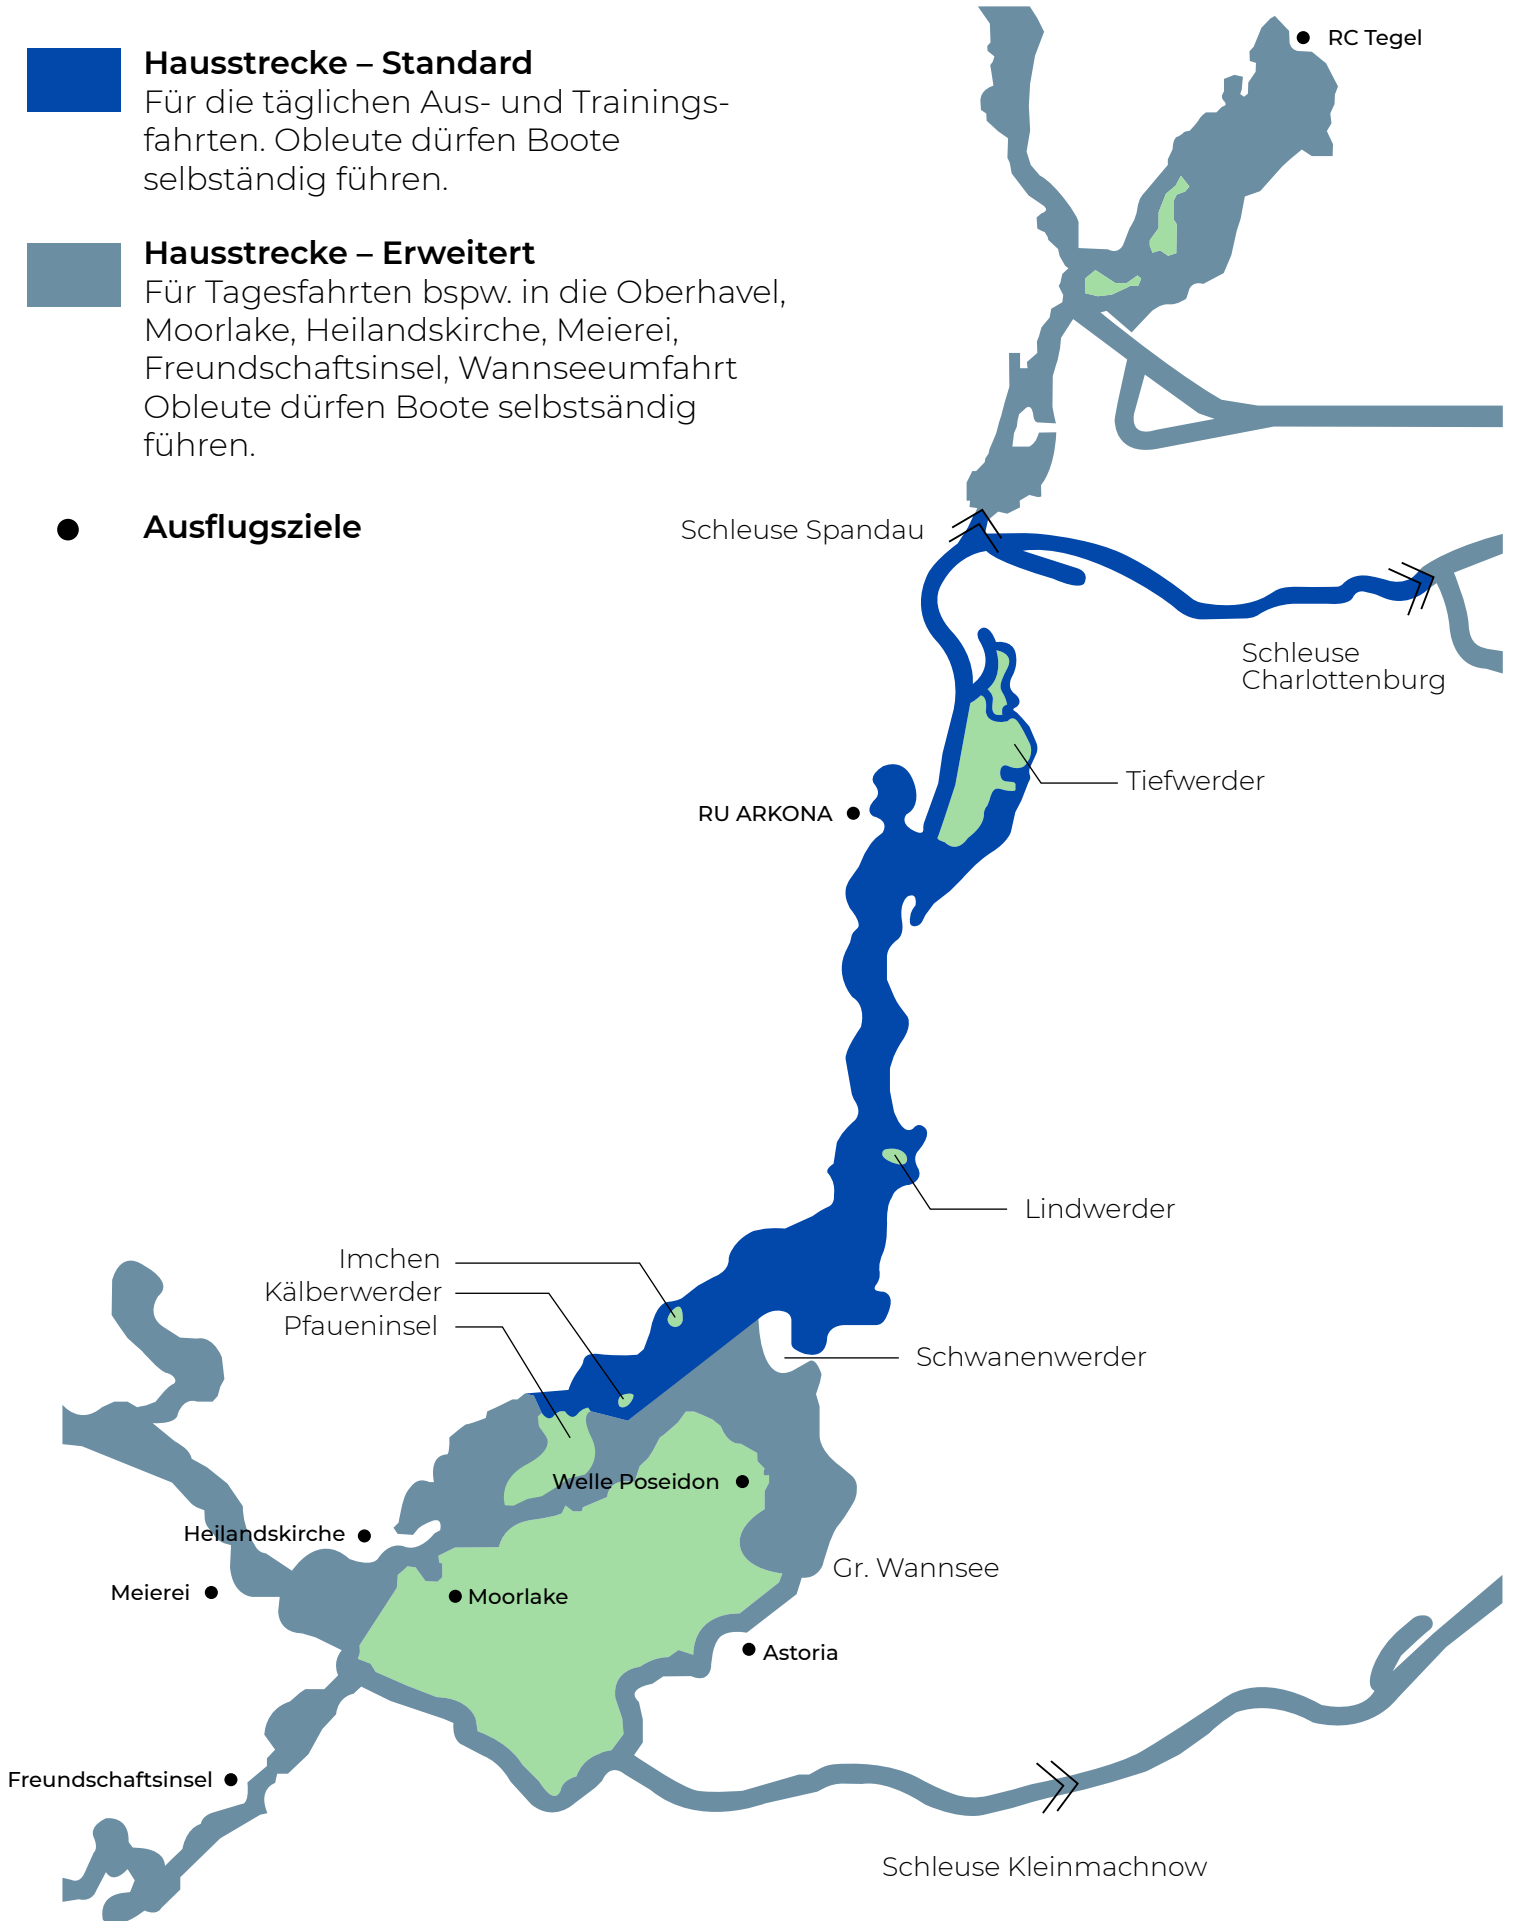 Hausstrecke – Standard
Für die täglichen Aus- und Trainings-
fahrten. Obleute dürfen Boote
selbständig führen.
Hausstrecke – Erweitert
Für Tagesfahrten bspw. in die Oberhavel,
Moorlake, Heilandskirche, Meierei,
Freundschaftsinsel, Wannseeumfahrt
Obleute dürfen Boote selbstsändig
führen.
Ausflugsziele
RC Tegel
Schleuse Spandau
Schleuse
Charlottenburg
Tiefwerder
RU ARKONA
Lindwerder
Imchen
Kälberwerder
Pfaueninsel
Schwanenwerder
Welle Poseidon
Heilandskirche
Gr. Wannsee
Meierei
Moorlake
Astoria
Freundschaftsinsel
Schleuse Kleinmachnow